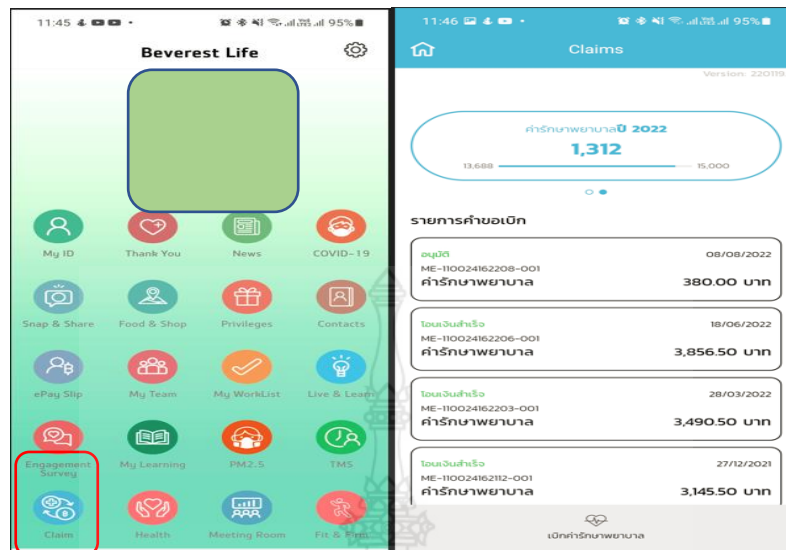 11:45
95%
Beverest Life
My ID
Thank You
News
COVID-19
Snap & Share
Food & Shop
Privileges
Contacts
ePay Slip
My Team
My WorkList
Live & Learn
Engagement Survey
My Learning
PM2.5
TMS
Claim
Health
Meeting Room
Fit & Firm
11:46
95%
Claims
Version: 220119
ค่ารักษาพยาบาลปี 2022
1,312
13,688
15,000
รายการคำขอเบิก
อนุมัติ 08/08/2022
ME-110024162208-001
ค่ารักษาพยาบาล 380.00 บาท
โอนเงินสำเร็จ 18/06/2022
ME-110024162206-001
ค่ารักษาพยาบาล 3,856.50 บาท
โอนเงินสำเร็จ 28/03/2022
ME-110024162203-001
ค่ารักษาพยาบาล 3,490.50 บาท
โอนเงินสำเร็จ 27/12/2021
ME-110024162112-001
ค่ารักษาพยาบาล 3,145.50 บาท
เบิกค่ารักษาพยาบาล